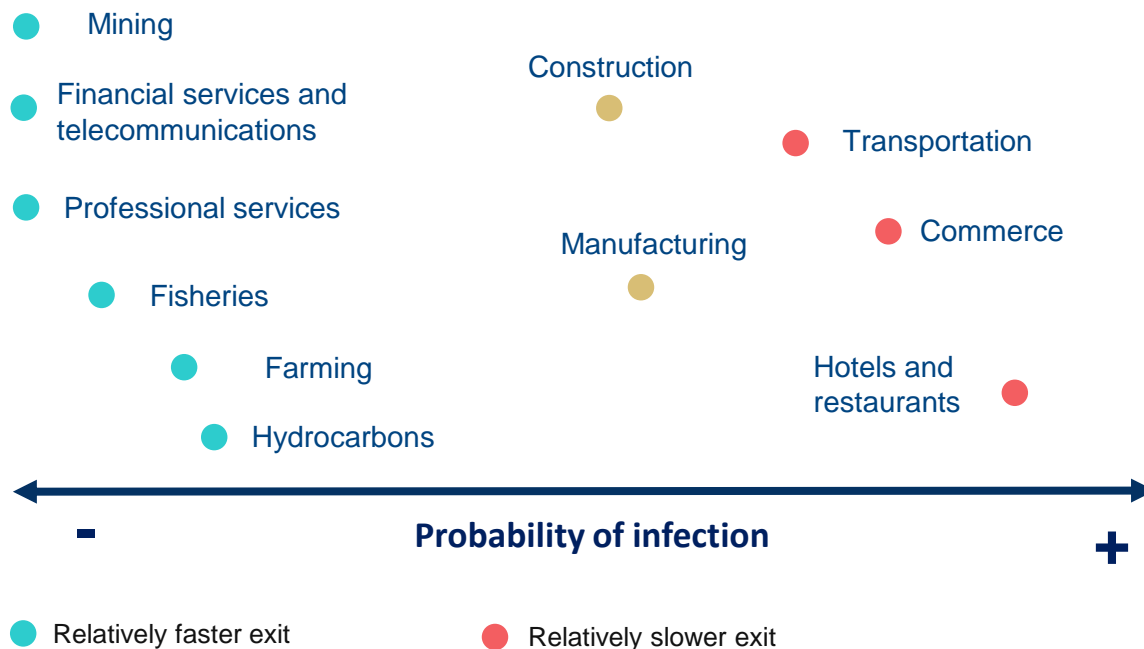 Mining
Financial services and
telecommunications
Professional services
Fisheries
Farming
Hydrocarbons
Construction
Manufacturing
Transportation
Commerce
Hotels and
restaurants
-
Probability of infection
+
Relatively faster exit
Relatively slower exit